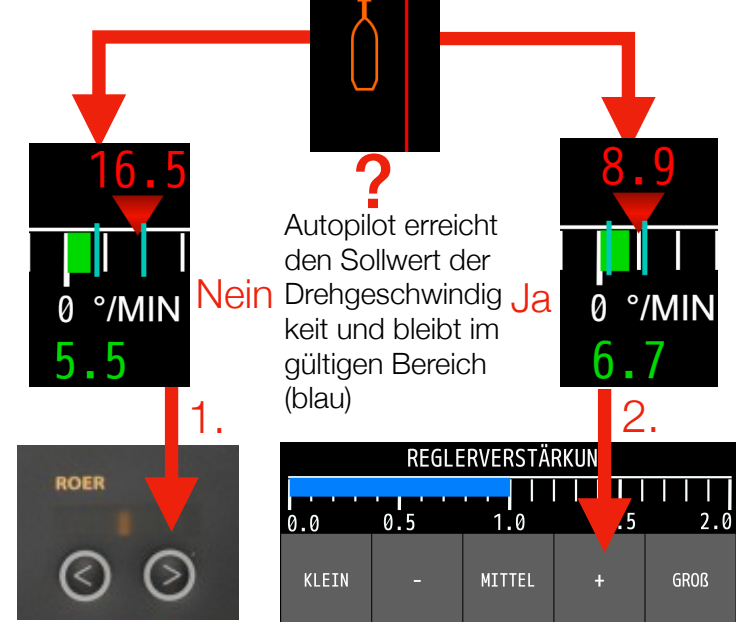 ?
16.5
0 °/MIN
5.5
Nein
Autopilot erreicht
den Sollwert der
Drehgeschwindig
keit und bleibt im
gültigen Bereich
(blau)
Ja
8.9
0 °/MIN
6.7
1.
2.
ROER
< >
REGLERVERSTÄRKUN
0.0 0.5 1.0 .5 2.0
KLEIN - MITTEL + GROß